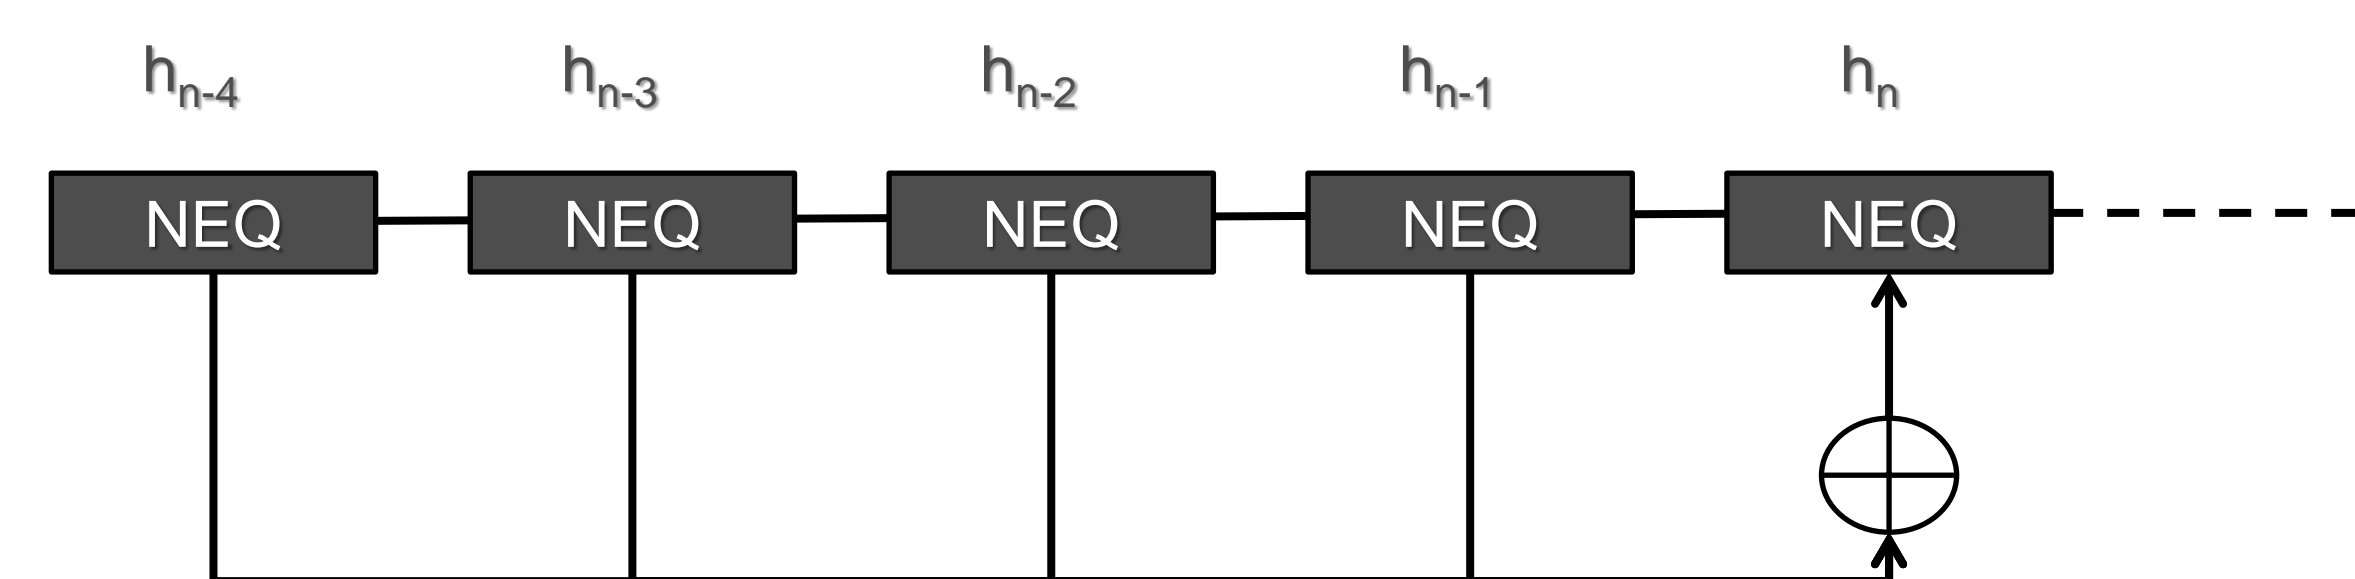 hn-4 hn-3 hn-2 hn-1 hn
NEQ NEQ NEQ NEQ NEQ